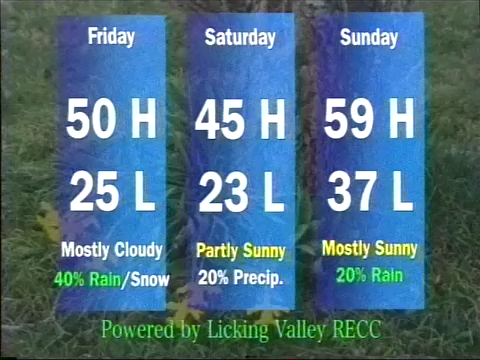 Friday
50 H
25 L
Mostly Cloudy
40% Rain/Snow
Saturday
45 H
23 L
Partly Sunny
20% Precip.
Sunday
59 H
37 L
Mostly Sunny
20% Rain
Powered by Licking Valley RECC